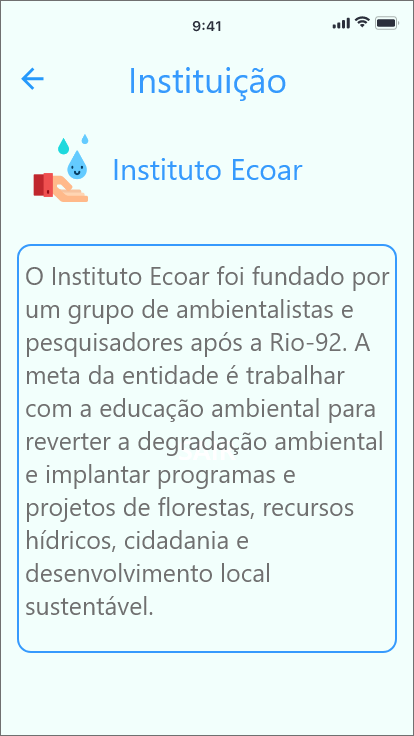 9:41
Instituição
Instituto Ecoar
O Instituto Ecoar foi fundado por
um grupo de ambientalistas e
pesquisadores após a Rio-92. A
meta da entidade é trabalhar
com a educação ambiental para
reverter a degradação ambiental
e implantar programas e
projetos de florestas, recursos
hídricos, cidadania e
desenvolvimento local
sustentável.